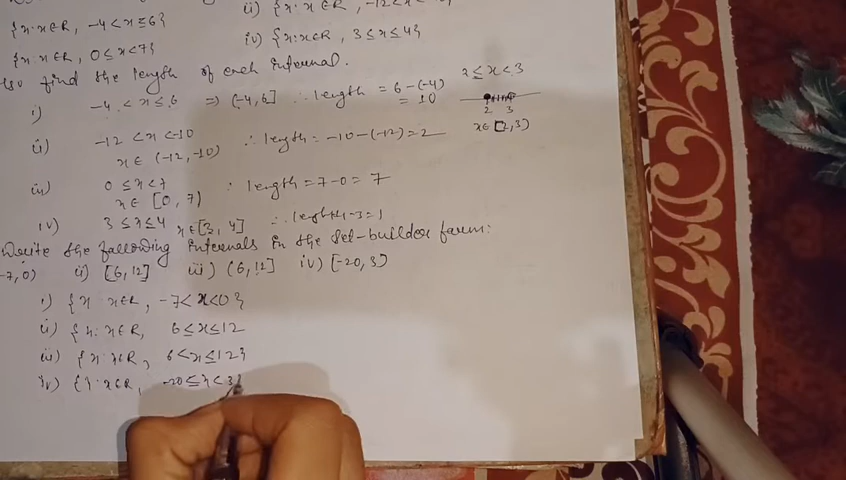 ii) {x: x∈R, -12<x<
{x: x∈R, -4<x≤6}
iv) {x: x∈R, 3≤x≤4}
{x: x∈R, 0≤x<7}
find the length of each interval.
i) -4<x≤6 ⇒ (-4,6] ∴ length = 6-(-4)
= 10
2≤x<3
2 3
x∈[2,3)
ii) -12<x<-10
x∈ (-12,-10) ∴ length = -10-(-12) = 2
iii) 0≤x<7
x∈ [0, 7) ∴ length = 7-0 = 7
iv) 3≤x≤4 x∈[3, 4] ∴ length=4-3=1
Write the following intervals in the set-builder form:
-7,0) ii) [6,12] iii) (6,12] iv) [-20,3)
i) {x: x∈R, -7<x<0}
ii) {x: x∈R, 6≤x≤12
iii) {x: x∈R, 6<x≤12}
iv) {x: x∈R, -20≤x<3}